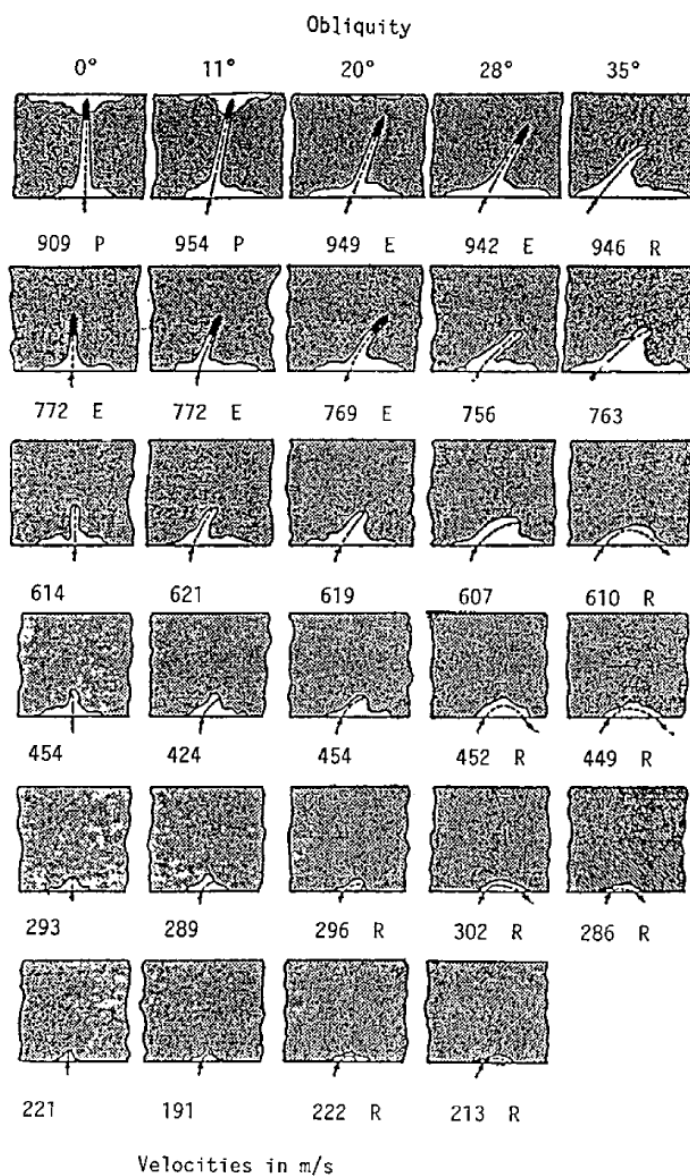 Obliquity
0° 11° 20° 28° 35°
909 P 954 P 949 E 942 E 946 R
772 E 772 E 769 E 756 763
614 621 619 607 610 R
454 424 454 452 R 449 R
293 289 296 R 302 R 286 R
221 191 222 R 213 R
Velocities in m/s